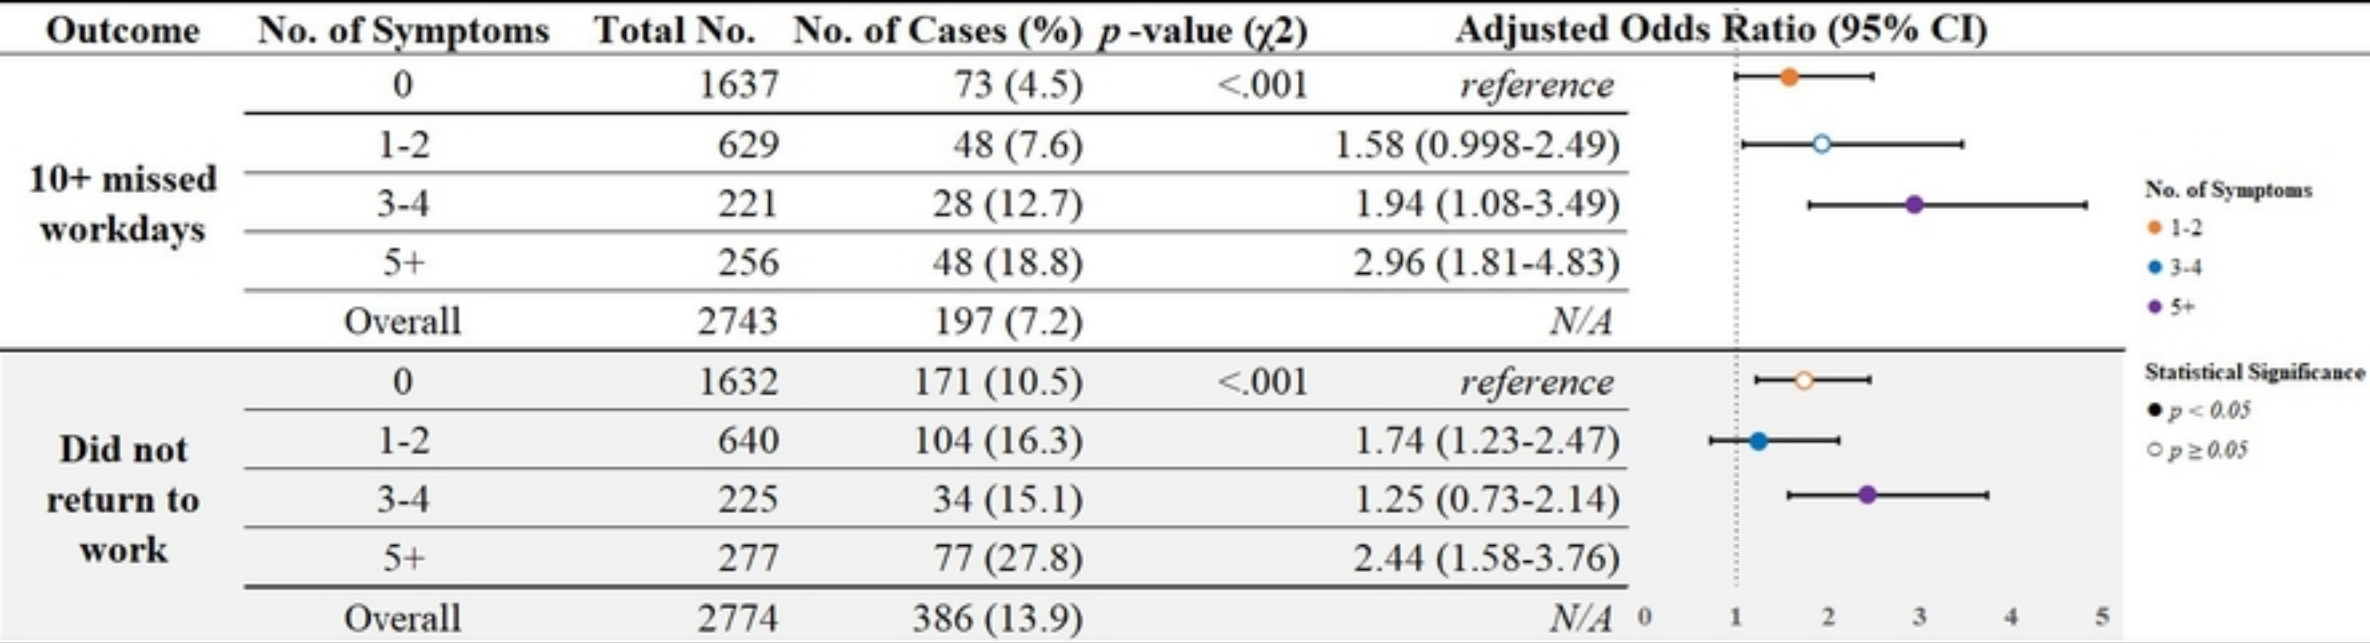 Outcome No. of Symptoms Total No. No. of Cases (%) p -value (χ2) Adjusted Odds Ratio (95% CI)
10+ missed
workdays
0 1637 73 (4.5) <.001 reference
1-2 629 48 (7.6) 1.58 (0.998-2.49)
3-4 221 28 (12.7) 1.94 (1.08-3.49)
5+ 256 48 (18.8) 2.96 (1.81-4.83)
Overall 2743 197 (7.2) N/A
Did not
return to
work
0 1632 171 (10.5) <.001 reference
1-2 640 104 (16.3) 1.74 (1.23-2.47)
3-4 225 34 (15.1) 1.25 (0.73-2.14)
5+ 277 77 (27.8) 2.44 (1.58-3.76)
Overall 2774 386 (13.9) N/A
0 1 2 3 4 5
No. of Symptoms
1-2
3-4
5+
Statistical Significance
p < 0.05
p ≥ 0.05